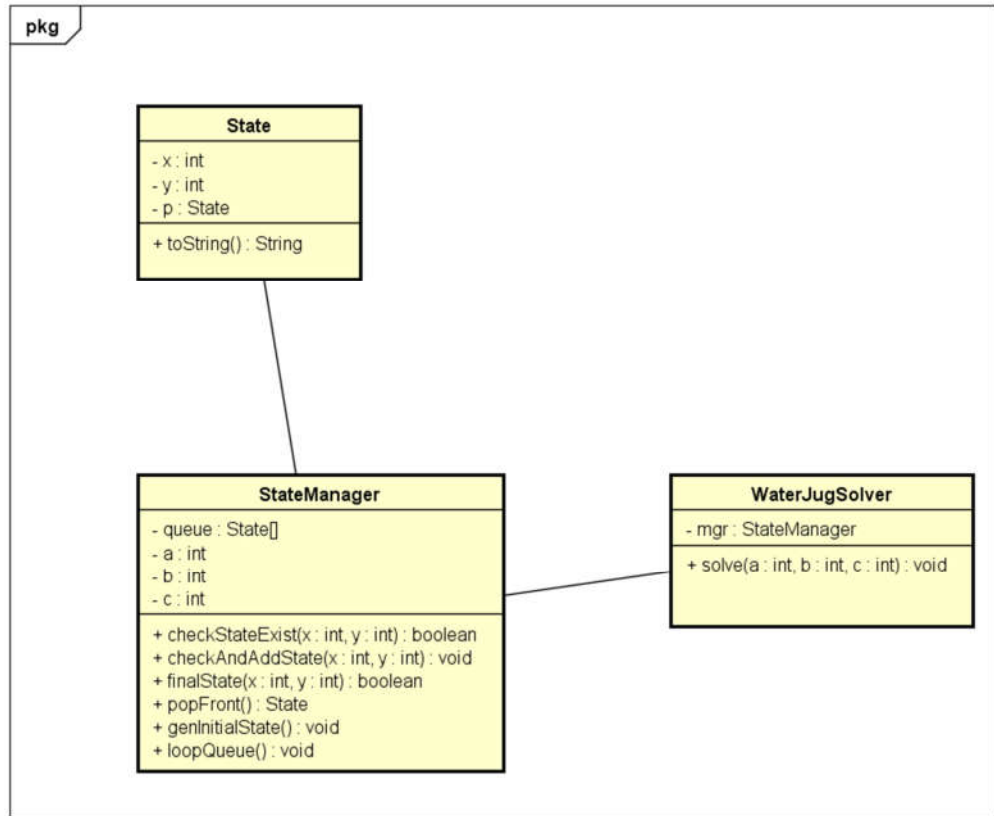 pkg
State
- x : int
- y : int
- p : State
+ toString() : String
StateManager
- queue : State[]
- a : int
- b : int
- c : int
+ checkStateExist(x : int, y : int) : boolean
+ checkAndAddState(x : int, y : int) : void
+ finalState(x : int, y : int) : boolean
+ popFront() : State
+ genInitialState() : void
+ loopQueue() : void
WaterJugSolver
- mgr : StateManager
+ solve(a : int, b : int, c : int) : void